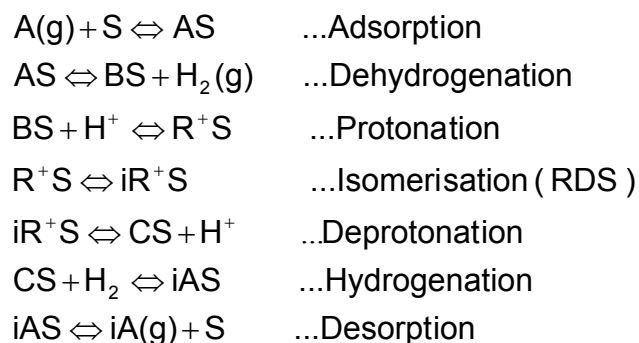 A(g) + S ⇔ AS ...Adsorption
AS ⇔ BS + H₂(g) ...Dehydrogenation
BS + H⁺ ⇔ R⁺S ...Protonation
R⁺S ⇔ iR⁺S ...Isomerisation ( RDS )
iR⁺S ⇔ CS + H⁺ ...Deprotonation
CS + H₂ ⇔ iAS ...Hydrogenation
iAS ⇔ iA(g) + S ...Desorption